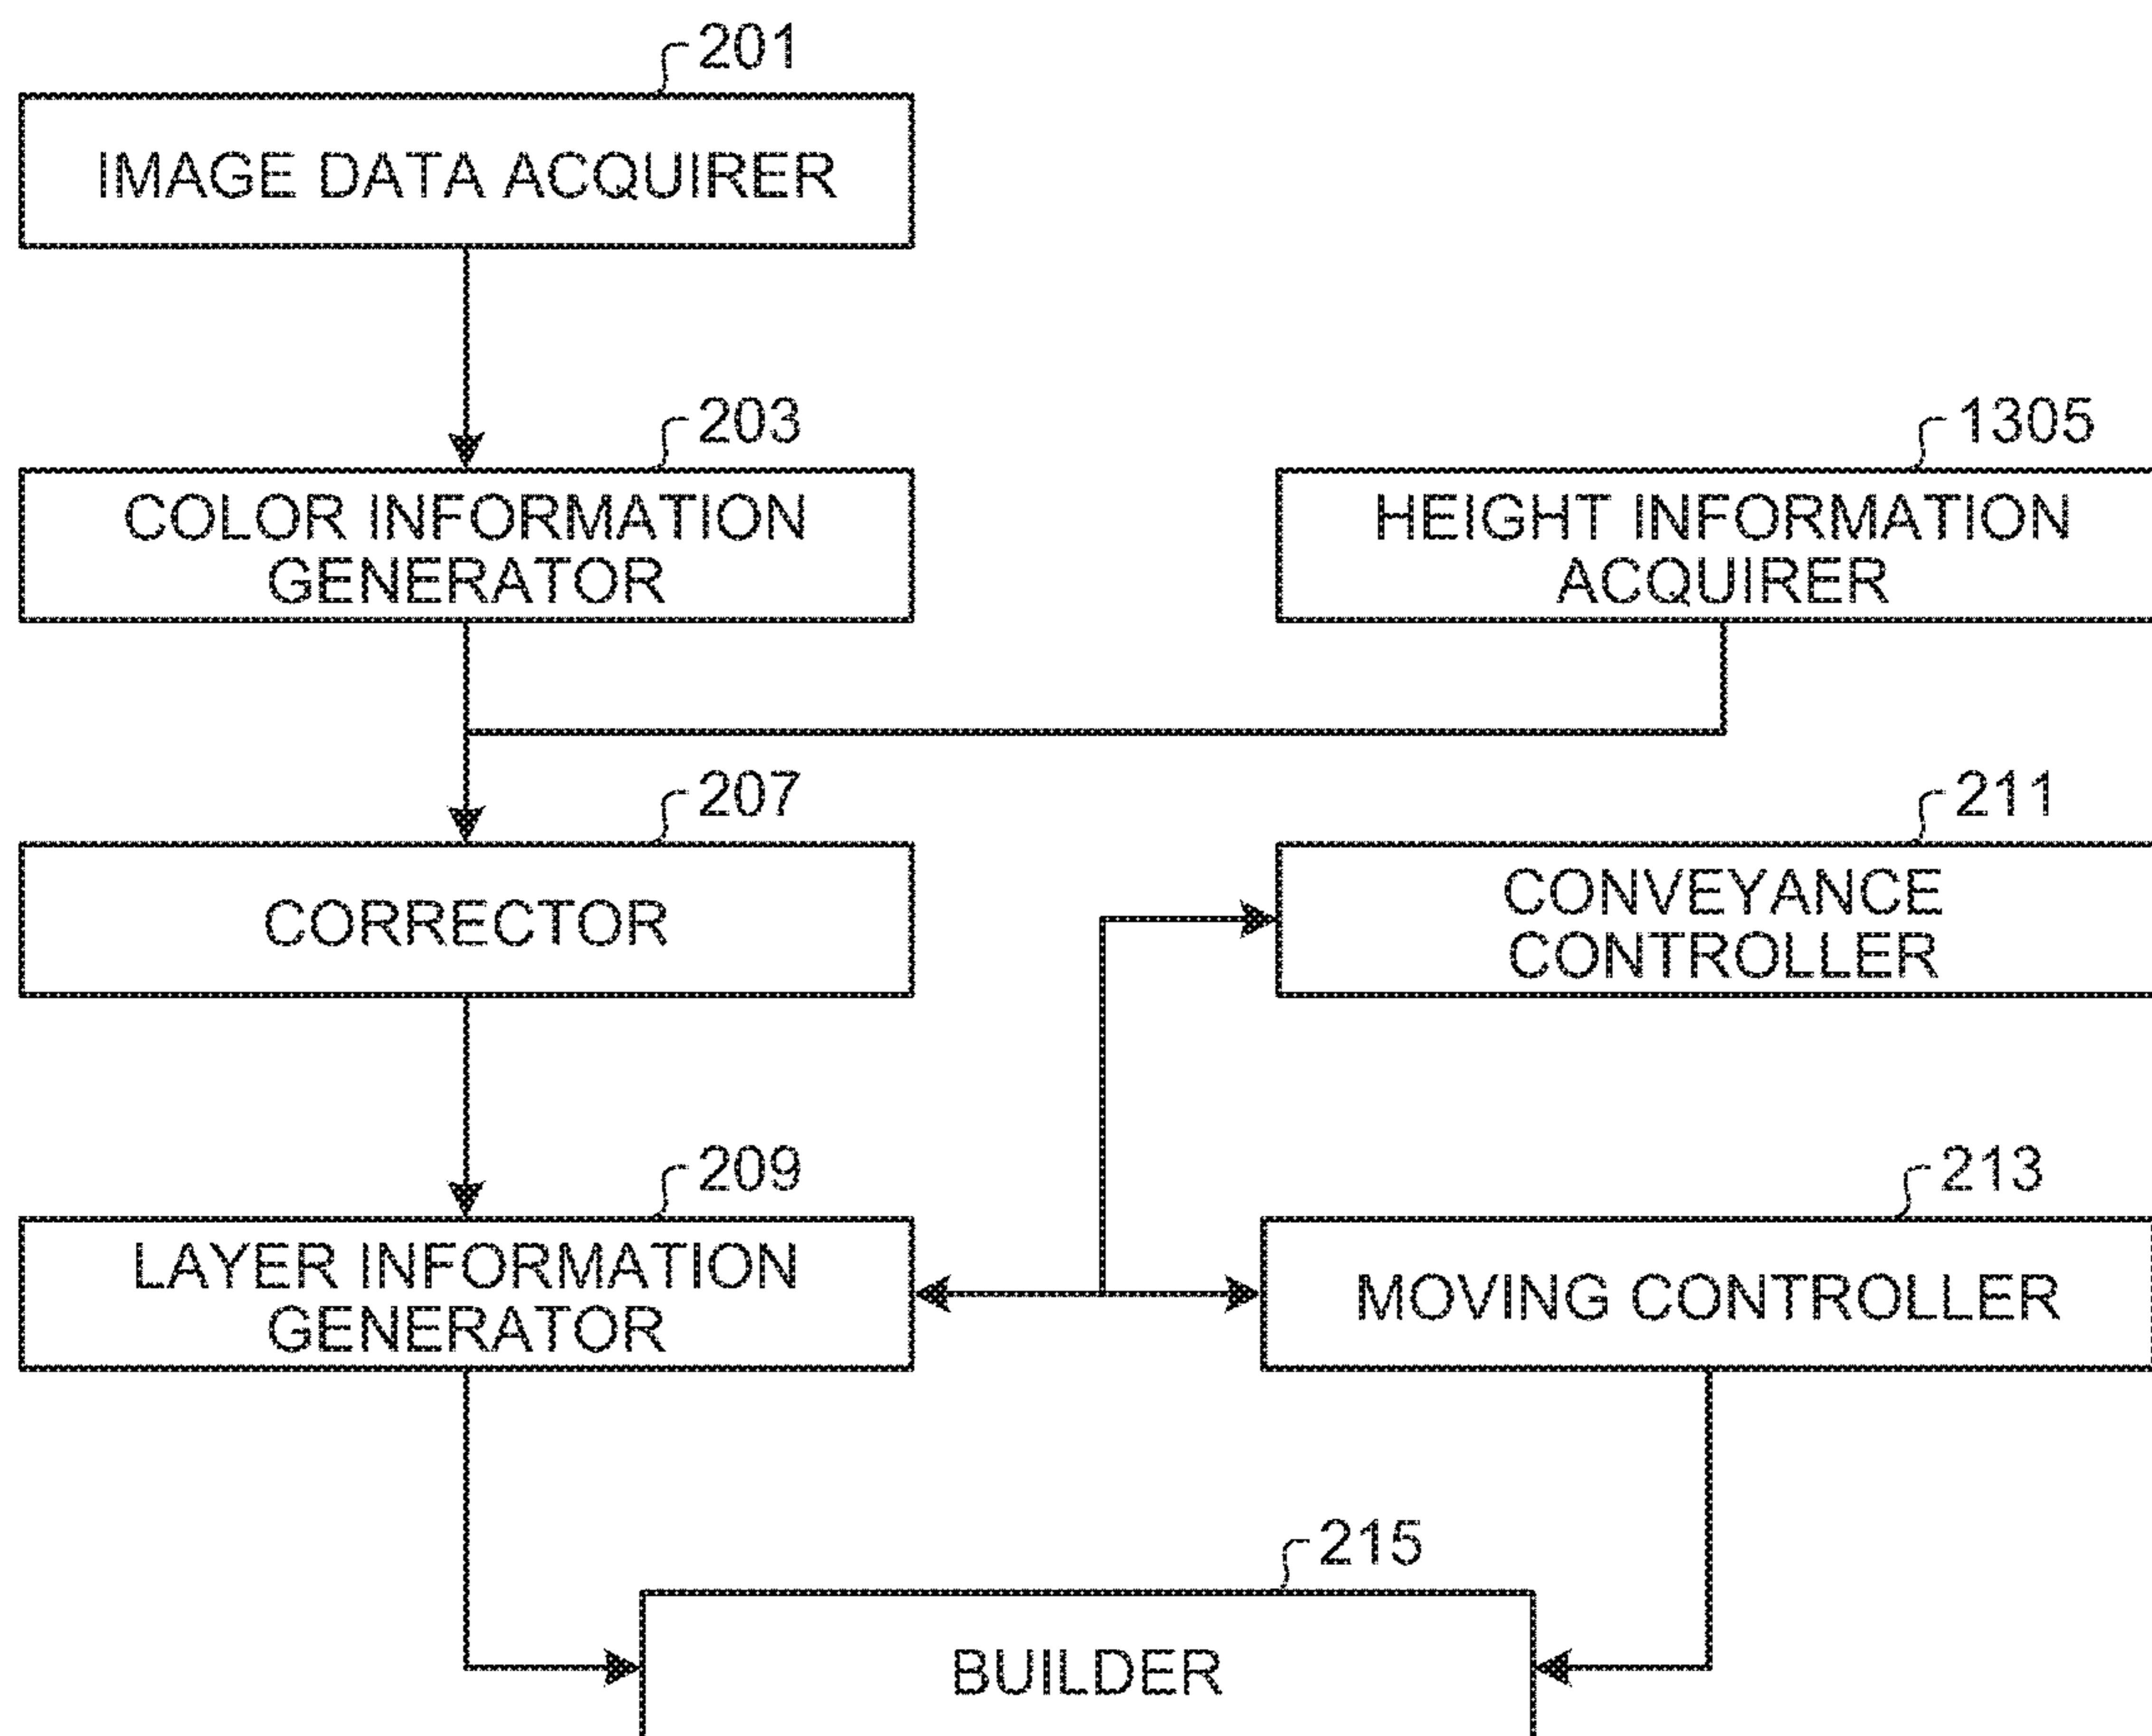 201
IMAGE DATA ACQUIRER
203
COLOR INFORMATION
GENERATOR
1305
HEIGHT INFORMATION
ACQUIRER
207
CORRECTOR
211
CONVEYANCE
CONTROLLER
209
LAYER INFORMATION
GENERATOR
213
MOVING CONTROLLER
215
BUILDER